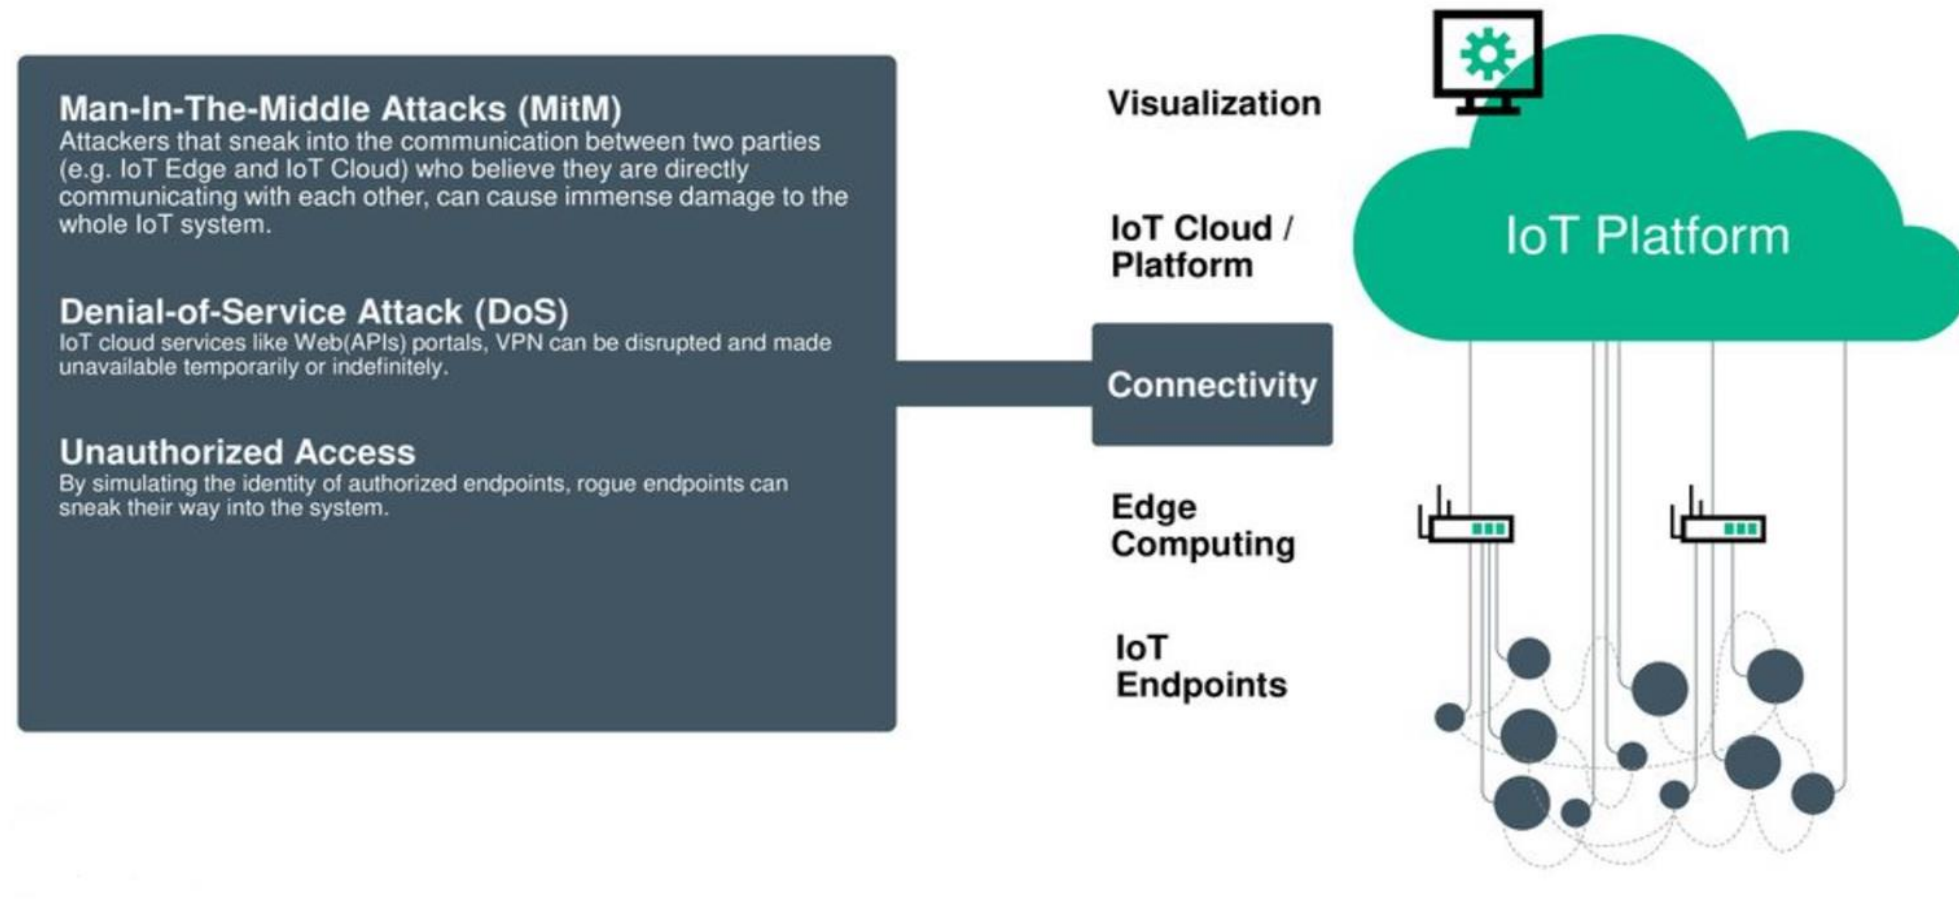 Man-In-The-Middle Attacks (MitM)
Attackers that sneak into the communication between two parties
(e.g. IoT Edge and IoT Cloud) who believe they are directly
communicating with each other, can cause immense damage to the
whole IoT system.
Denial-of-Service Attack (DoS)
IoT cloud services like Web(APIs) portals, VPN can be disrupted and made
unavailable temporarily or indefinitely.
Unauthorized Access
By simulating the identity of authorized endpoints, rogue endpoints can
sneak their way into the system.
Visualization
IoT Cloud /
Platform
Connectivity
Edge
Computing
IoT
Endpoints
IoT Platform